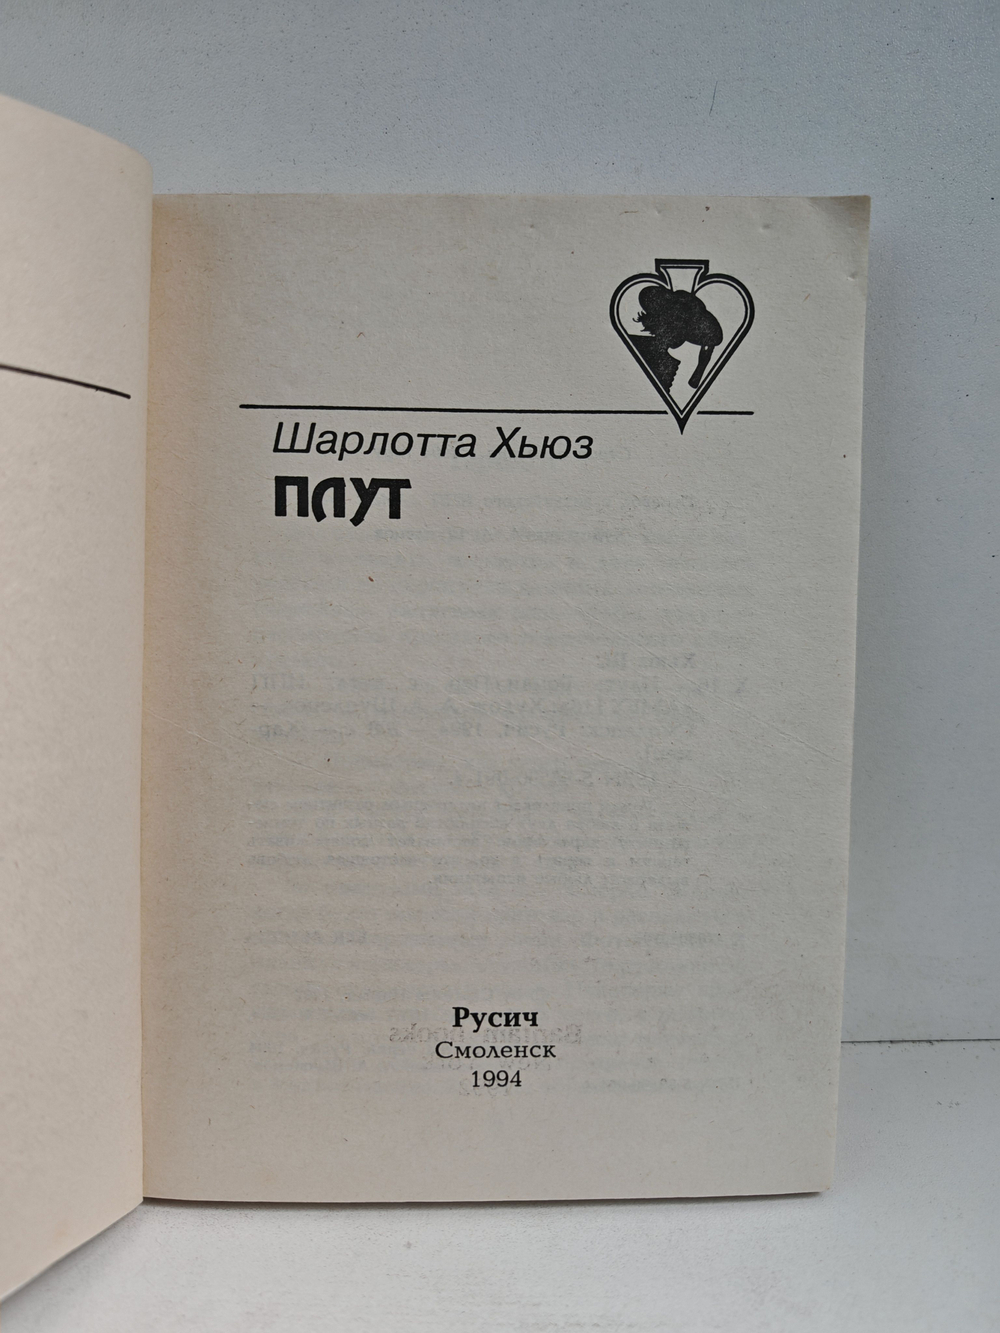 Шарлотта Хьюз
ПЛУТ
Русич
Смоленск
1994